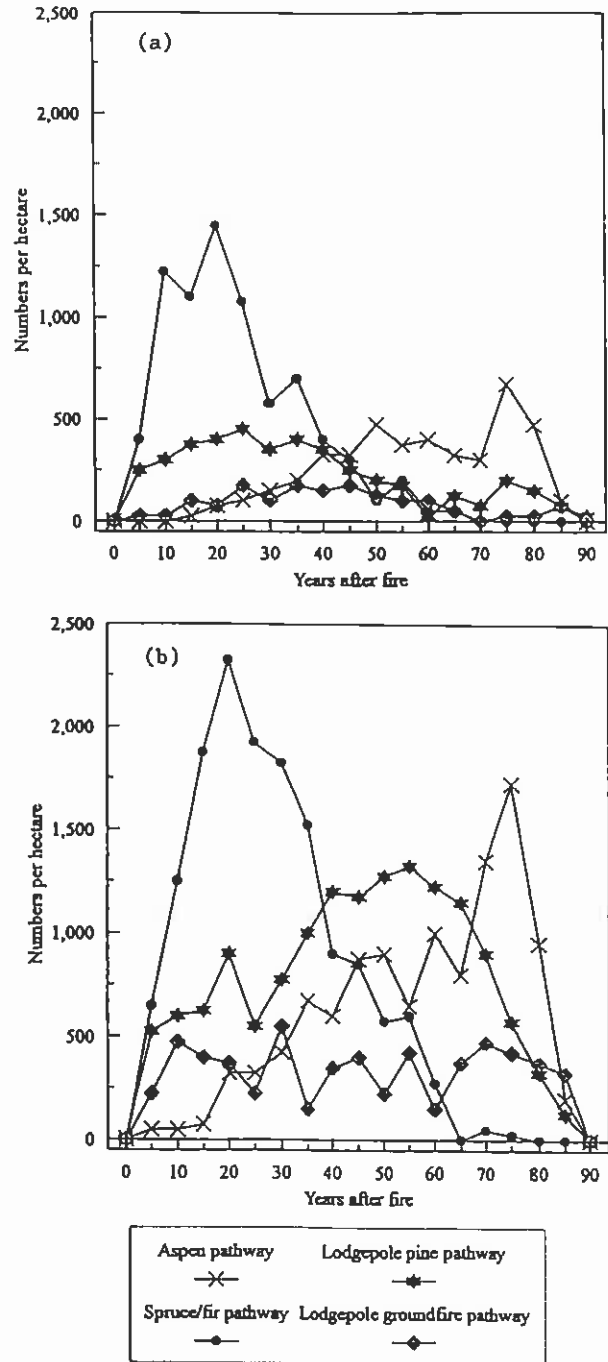 (a)
2,500
2,000
1,500
1,000
500
0
Numbers per hectare
0 10 20 30 40 50 60 70 80 90
Years after fire
(b)
2,500
2,000
1,500
1,000
500
0
Numbers per hectare
0 10 20 30 40 50 60 70 80 90
Years after fire
Aspen pathway Lodgepole pine pathway
Spruce/fir pathway Lodgepole groundfire pathway